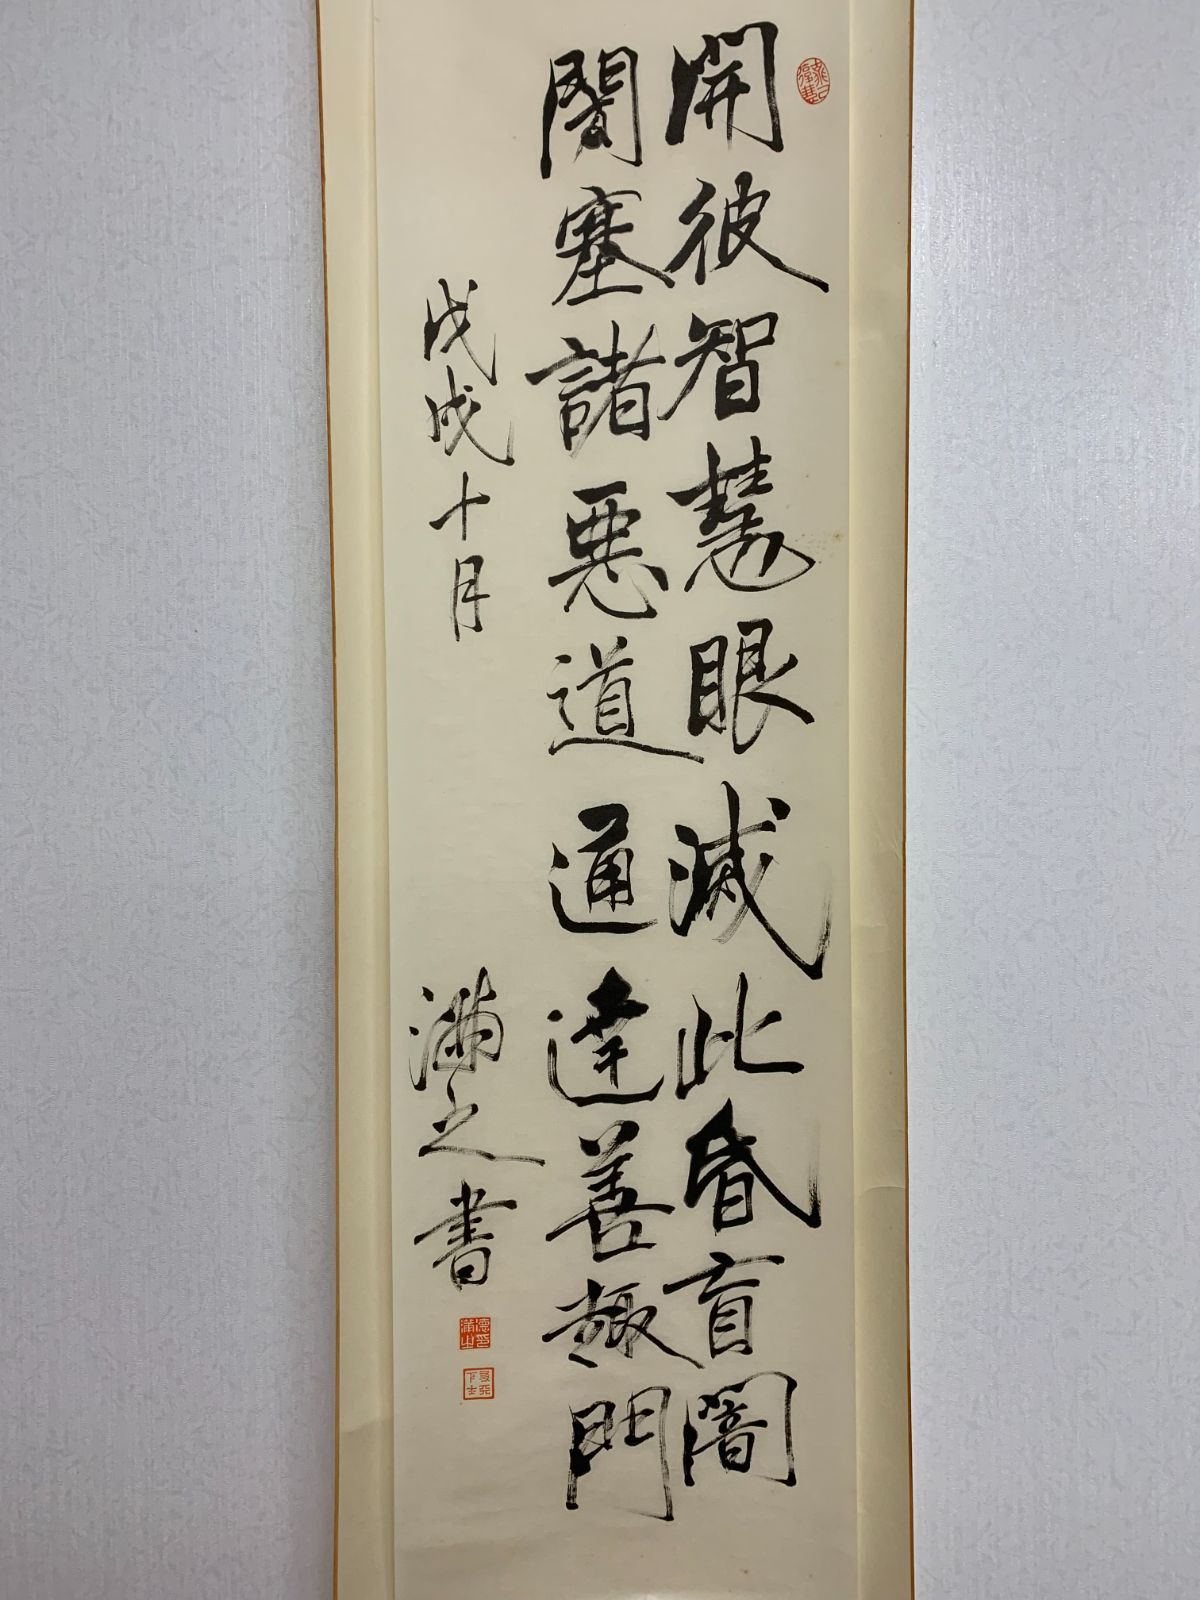 開彼智慧眼滅此昏盲闇
閉塞諸惡道通達善趣門
戊戌十月
滿之書